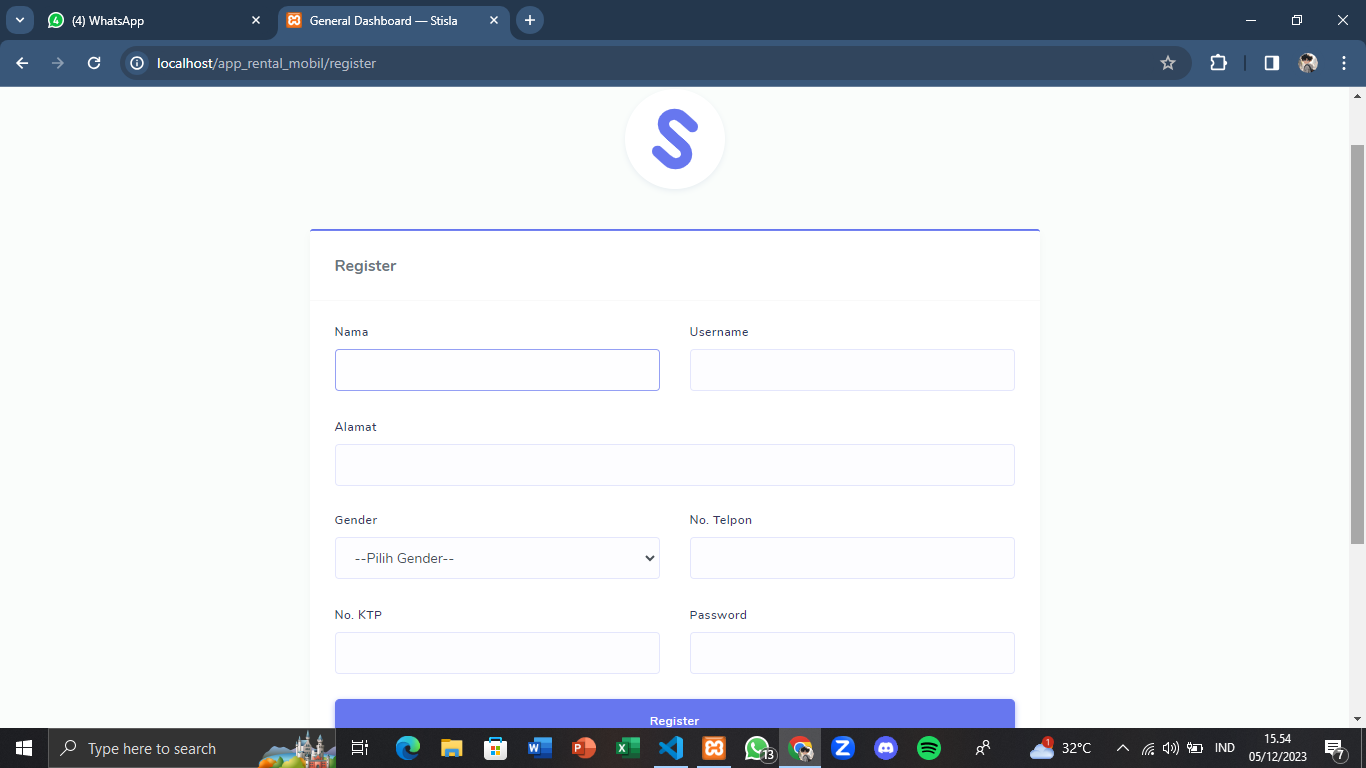 (4) WhatsApp
General Dashboard — Stisla
localhost/app_rental_mobil/register
S
Register
Nama
Username
Alamat
Gender
No. Telpon
--Pilih Gender--
No. KTP
Password
Register
Type here to search
13
1
32°C
IND
15.54
05/12/2023
7